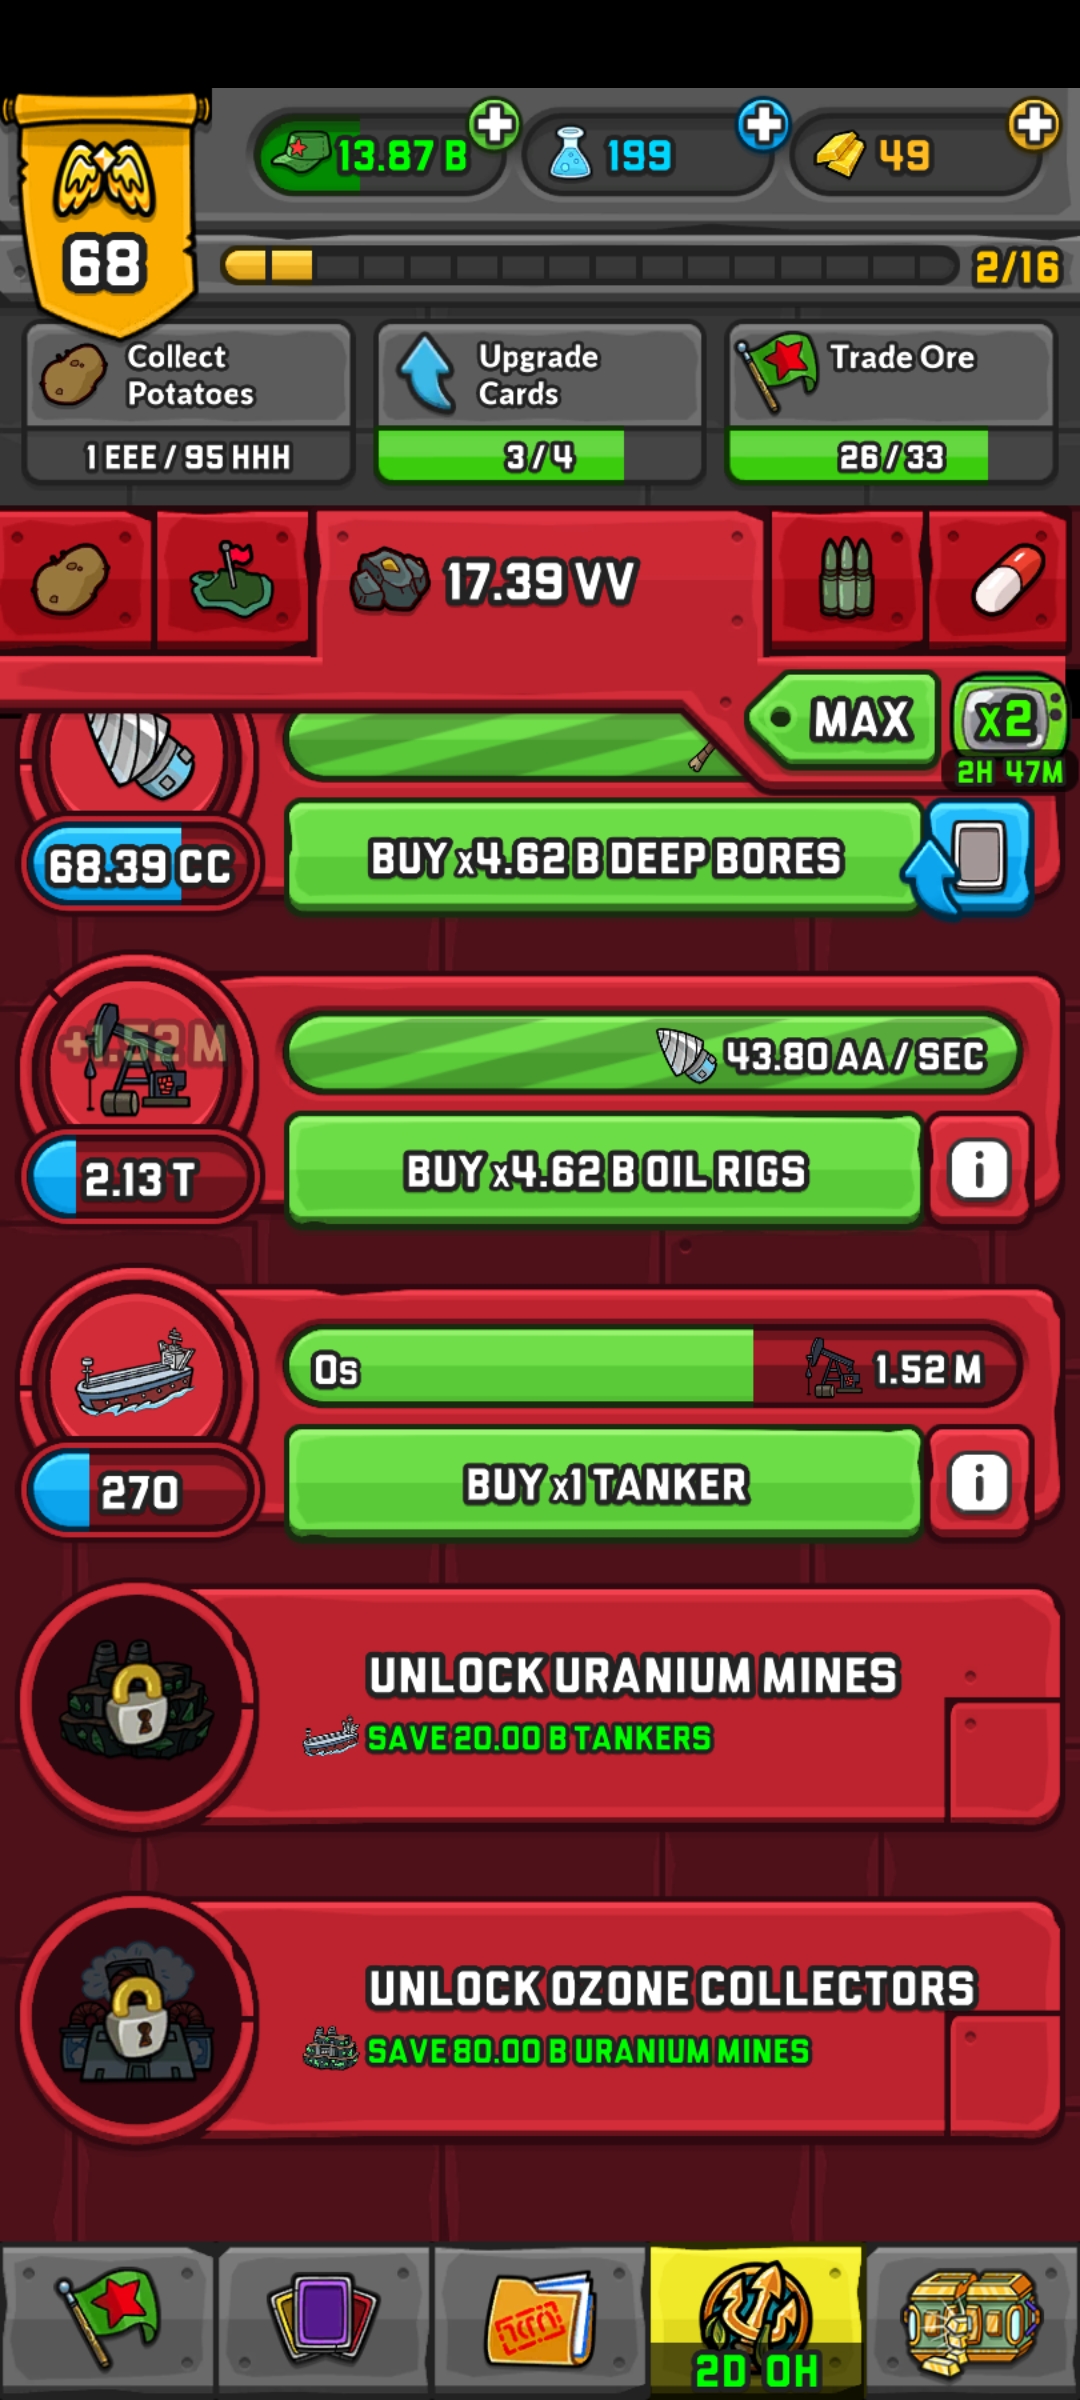 13.87 B
199
49
68
2/16
Collect Potatoes
1 EEE / 95 HHH
Upgrade Cards
3/4
Trade Ore
26/33
17.39 VV
MAX
x2
2H 47M
68.39 CC
BUY x4.62 B DEEP BORES
+1.52 M
43.80 AA/SEC
2.13 T
BUY x4.62 B OIL RIGS
0s
1.52 M
270
BUY x1 TANKER
UNLOCK URANIUM MINES
SAVE 20.00 B TANKERS
UNLOCK OZONE COLLECTORS
SAVE 80.00 B URANIUM MINES
2D 0H